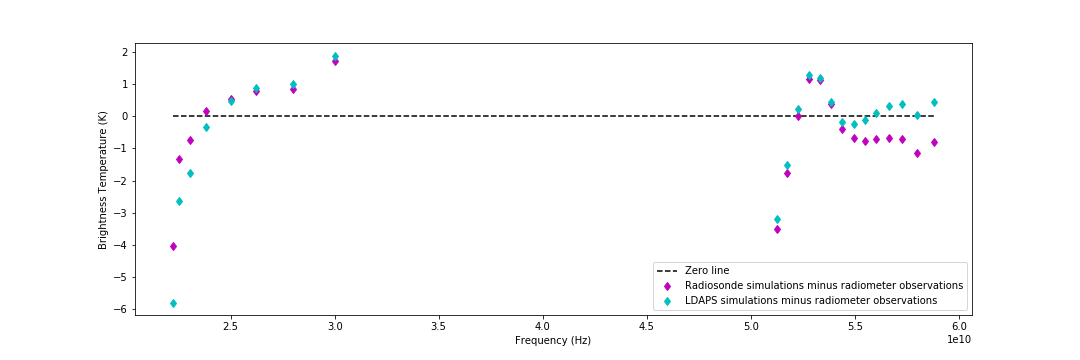 2
1
0
−1
−2
−3
−4
−5
−6
Brightness Temperature (K)
Zero line
Radiosonde simulations minus radiometer observations
LDAPS simulations minus radiometer observations
2.5 3.0 3.5 4.0 4.5 5.0 5.5 6.0
1e10
Frequency (Hz)